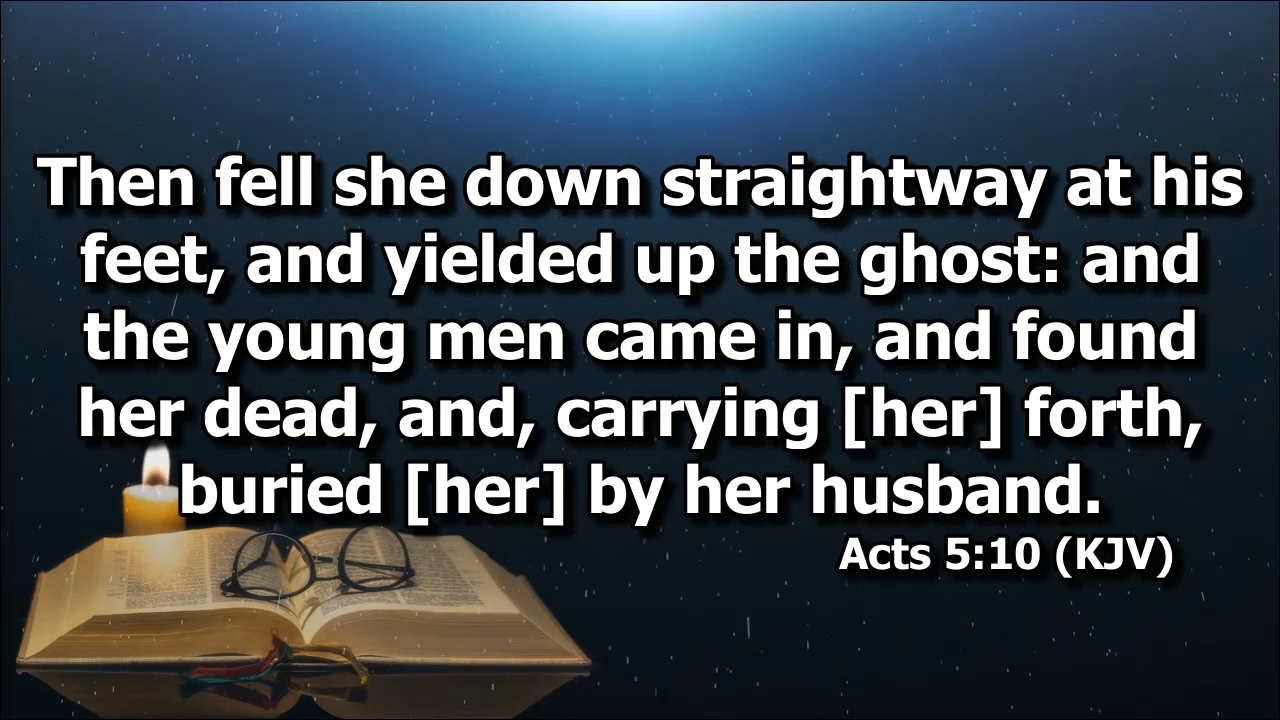 Then fell she down straightway at his
feet, and yielded up the ghost: and
the young men came in, and found
her dead, and, carrying [her] forth,
buried [her] by her husband.
Acts 5:10 (KJV)